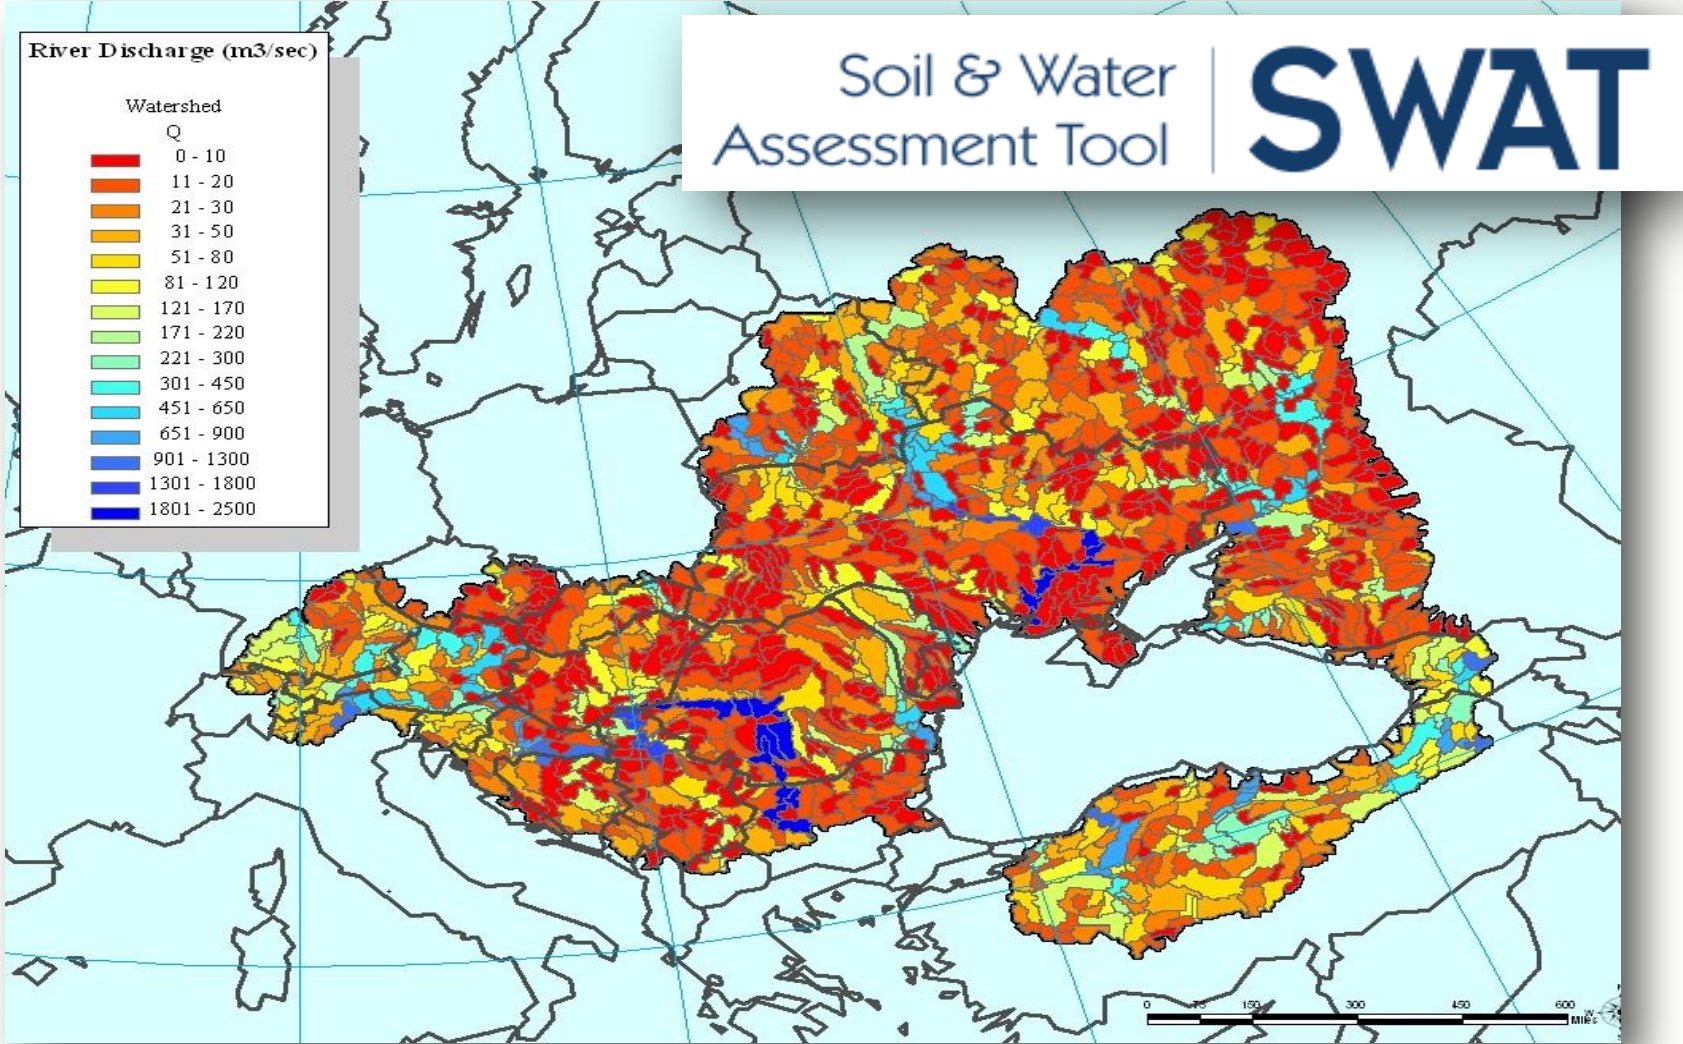 River Discharge (m3/sec)
Watershed
Q
0 - 10
11 - 20
21 - 30
31 - 50
51 - 80
81 - 120
121 - 170
171 - 220
221 - 300
301 - 450
451 - 650
651 - 900
901 - 1300
1301 - 1800
1801 - 2500
Soil & Water
Assessment Tool
SWAT
0 75 150 300 450 600
Miles
W